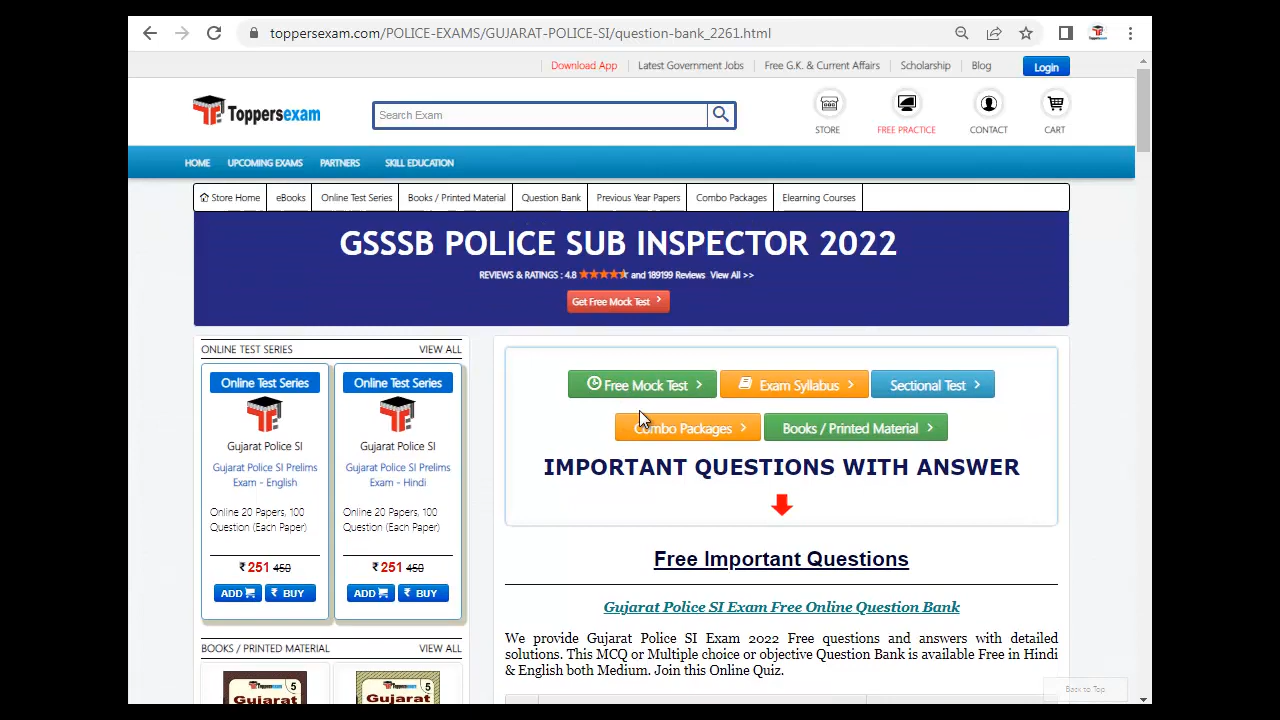 toppersexam.com/POLICE-EXAMS/GUJARAT-POLICE-SI/question-bank_2261.html
Download App Latest Government Jobs Free G.K. & Current Affairs Scholarship Blog Login
Toppersexam
Search Exam
STORE FREE PRACTICE CONTACT CART
HOME UPCOMING EXAMS PARTNERS SKILL EDUCATION
Store Home eBooks Online Test Series Books / Printed Material Question Bank Previous Year Papers Combo Packages Elearning Courses
GSSSB POLICE SUB INSPECTOR 2022
REVIEWS & RATINGS : 4.8 and 189199 Reviews View All >>
Get Free Mock Test
ONLINE TEST SERIES VIEW ALL
Online Test Series
Gujarat Police SI
Gujarat Police SI Prelims
Exam - English
Online 20 Papers, 100
Question (Each Paper)
₹ 251 450
ADD ₹ BUY
Online Test Series
Gujarat Police SI
Gujarat Police SI Prelims
Exam - Hindi
Online 20 Papers, 100
Question (Each Paper)
₹ 251 450
ADD ₹ BUY
BOOKS / PRINTED MATERIAL VIEW ALL
Toppersexam 5
Gujarat
Toppersexam 5
Gujarat
Free Mock Test Exam Syllabus Sectional Test
Combo Packages Books / Printed Material
IMPORTANT QUESTIONS WITH ANSWER
Free Important Questions
Gujarat Police SI Exam Free Online Question Bank
We provide Gujarat Police SI Exam 2022 Free questions and answers with detailed
solutions. This MCQ or Multiple choice or objective Question Bank is available Free in Hindi
& English both Medium. Join this Online Quiz.
Back to Top